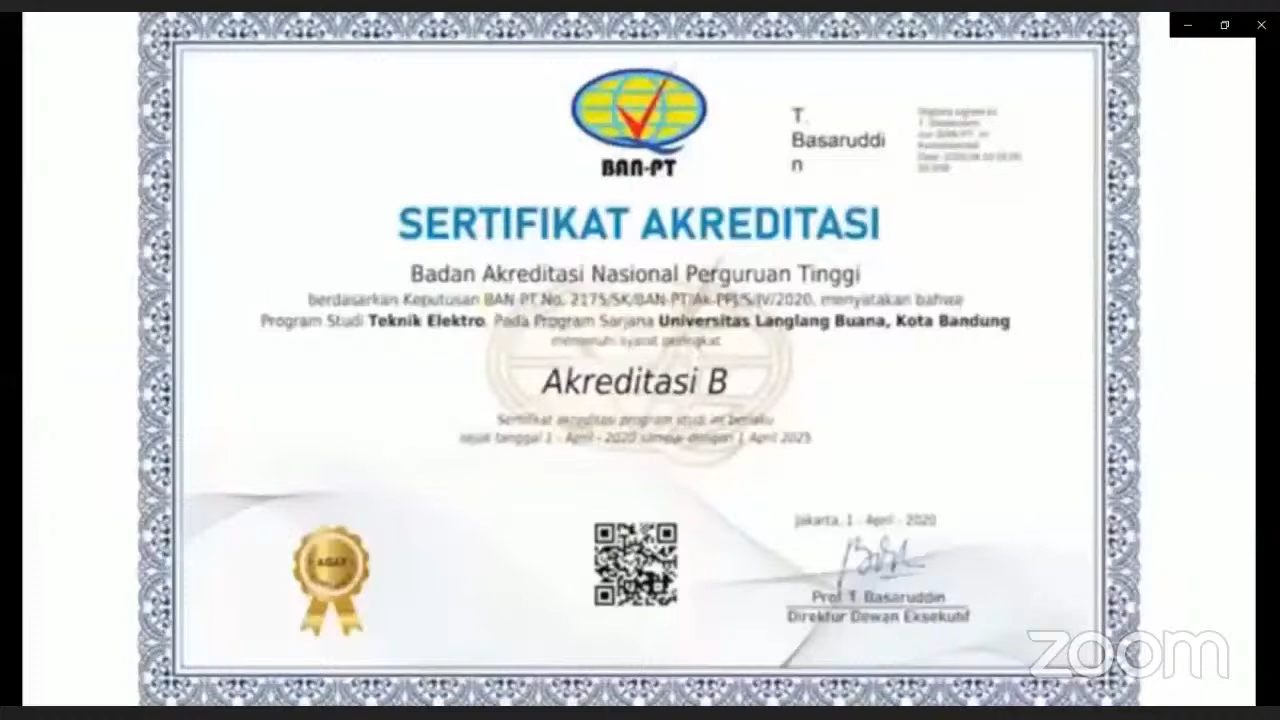 BAN-PT
T.
Basaruddi
n
SERTIFIKAT AKREDITASI
Badan Akreditasi Nasional Perguruan Tinggi
berdasarkan Keputusan BAN-PT No. 2175/SK/BAN-PT/Ak-PPJ/S/IV/2020, menyatakan bahwa
Program Studi Teknik Elektro, Pada Program Sarjana Universitas Langlang Buana, Kota Bandung
memenuhi syarat peringkat
Akreditasi B
Sertifikat akreditasi program studi ini berlaku
sejak tanggal 1 - April - 2020 sampai dengan 1 April 2025
Jakarta, 1 - April - 2020
Prof. T. Basaruddin
Direktur Dewan Eksekutif
zoom